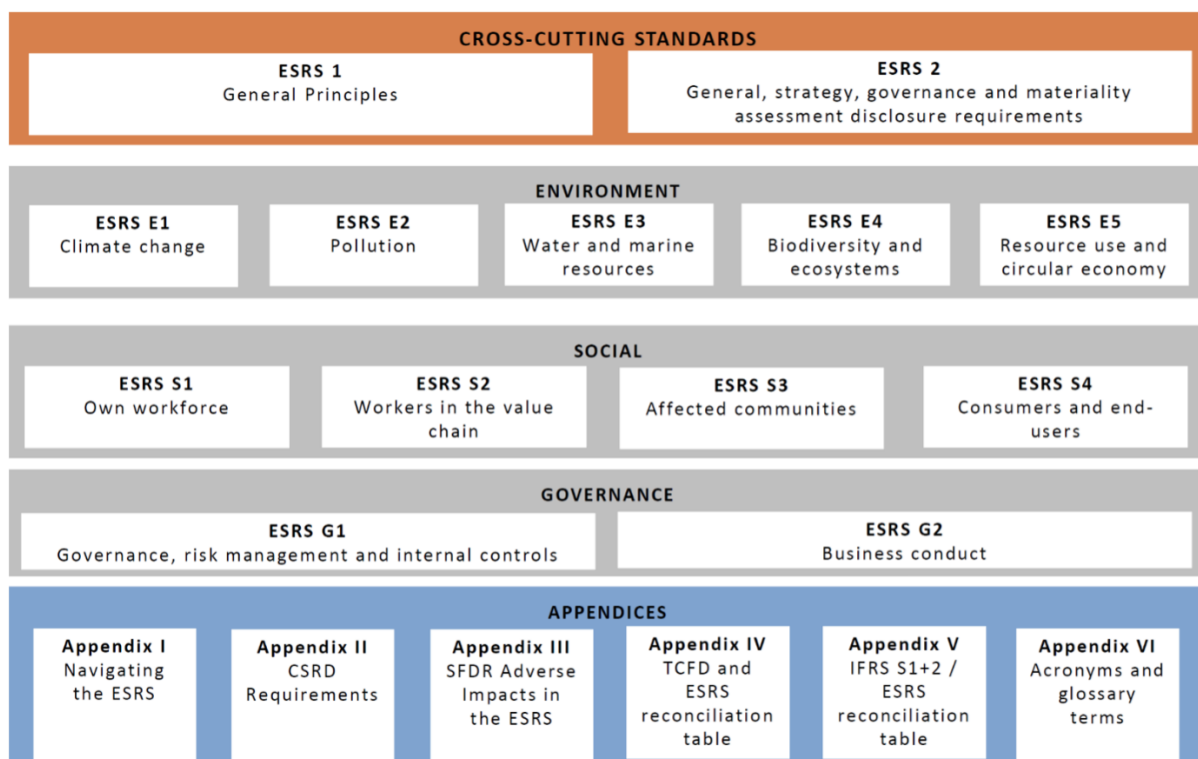 CROSS-CUTTING STANDARDS
ESRS 1
General Principles
ESRS 2
General, strategy, governance and materiality
assessment disclosure requirements
ENVIRONMENT
ESRS E1
Climate change
ESRS E2
Pollution
ESRS E3
Water and marine
resources
ESRS E4
Biodiversity and
ecosystems
ESRS E5
Resource use and
circular economy
SOCIAL
ESRS S1
Own workforce
ESRS S2
Workers in the value
chain
ESRS S3
Affected communities
ESRS S4
Consumers and end-
users
GOVERNANCE
ESRS G1
Governance, risk management and internal controls
ESRS G2
Business conduct
APPENDICES
Appendix I
Navigating
the ESRS
Appendix II
CSRD
Requirements
Appendix III
SFDR Adverse
Impacts in
the ESRS
Appendix IV
TCFD and
ESRS
reconciliation
table
Appendix V
IFRS S1+2 /
ESRS
reconciliation
table
Appendix VI
Acronyms and
glossary
terms